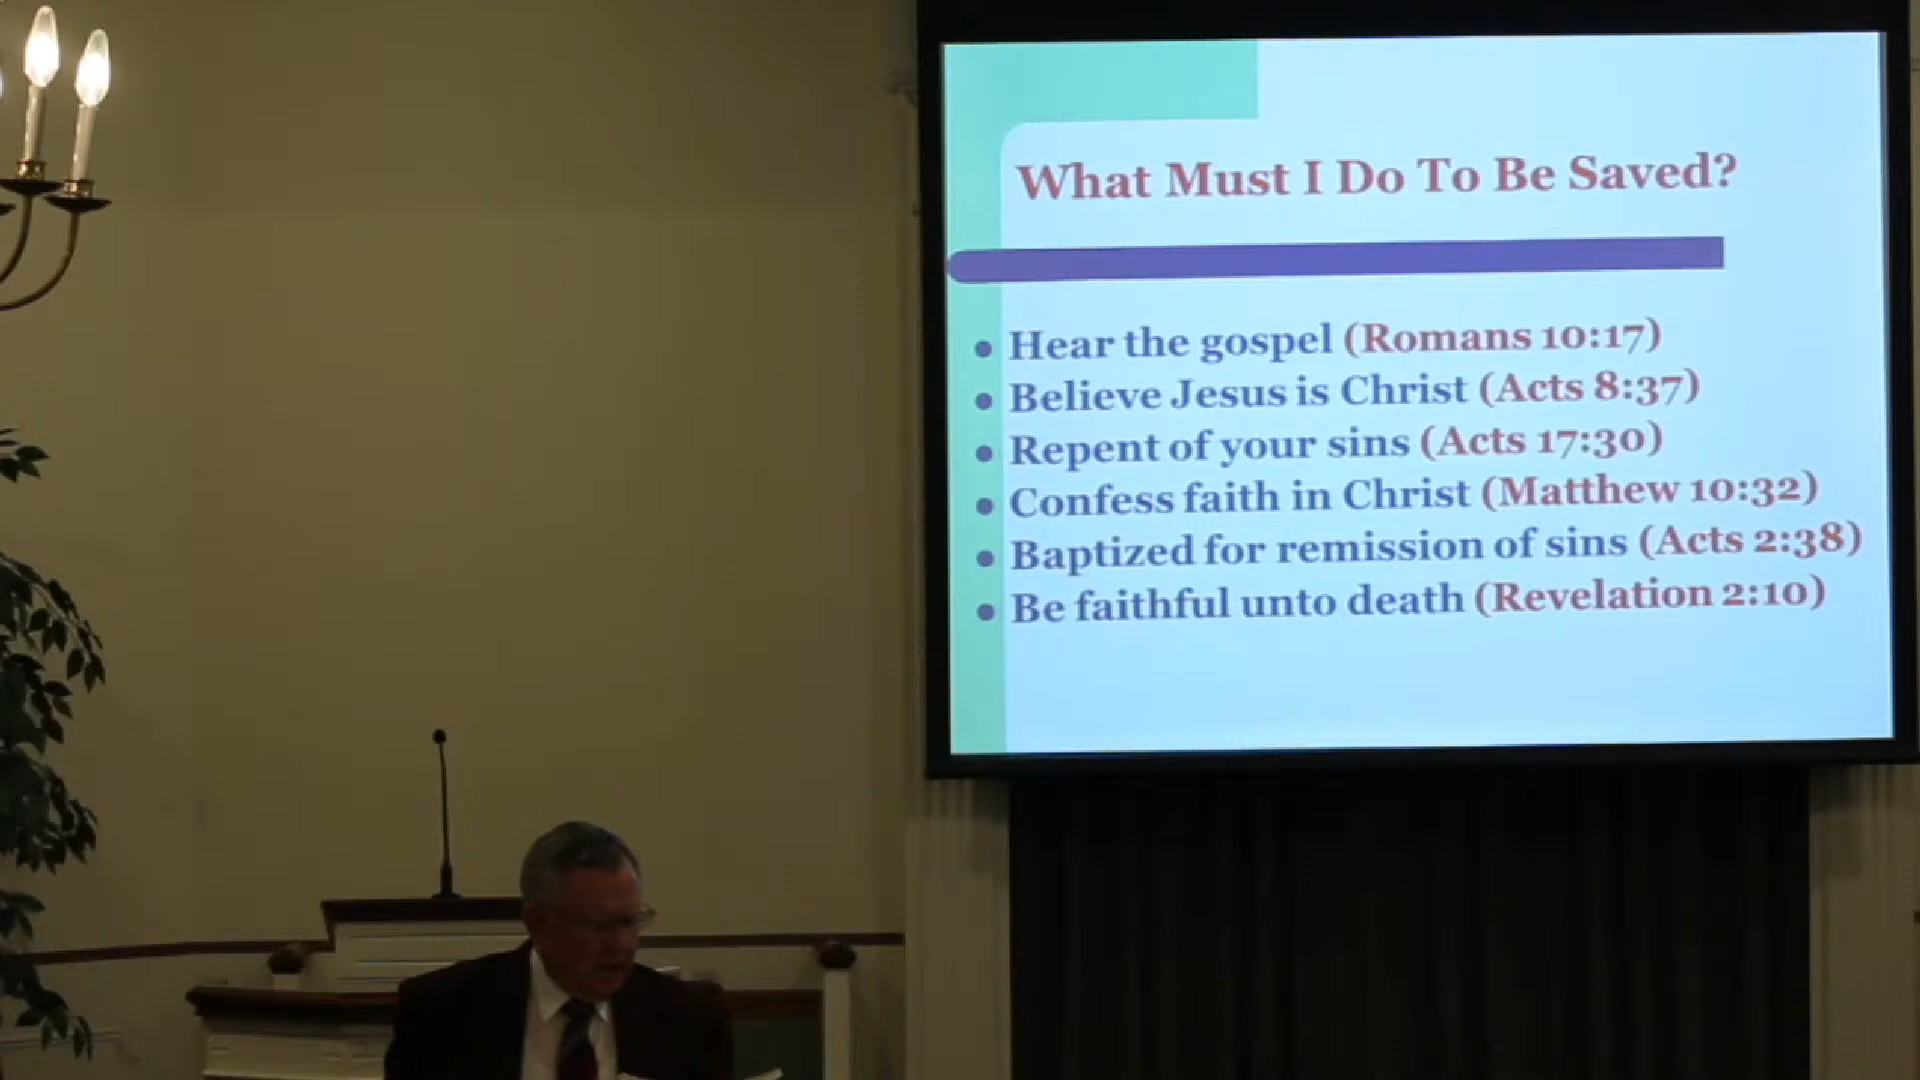 What Must I Do To Be Saved?
• Hear the gospel (Romans 10:17)
• Believe Jesus is Christ (Acts 8:37)
• Repent of your sins (Acts 17:30)
• Confess faith in Christ (Matthew 10:32)
• Baptized for remission of sins (Acts 2:38)
• Be faithful unto death (Revelation 2:10)